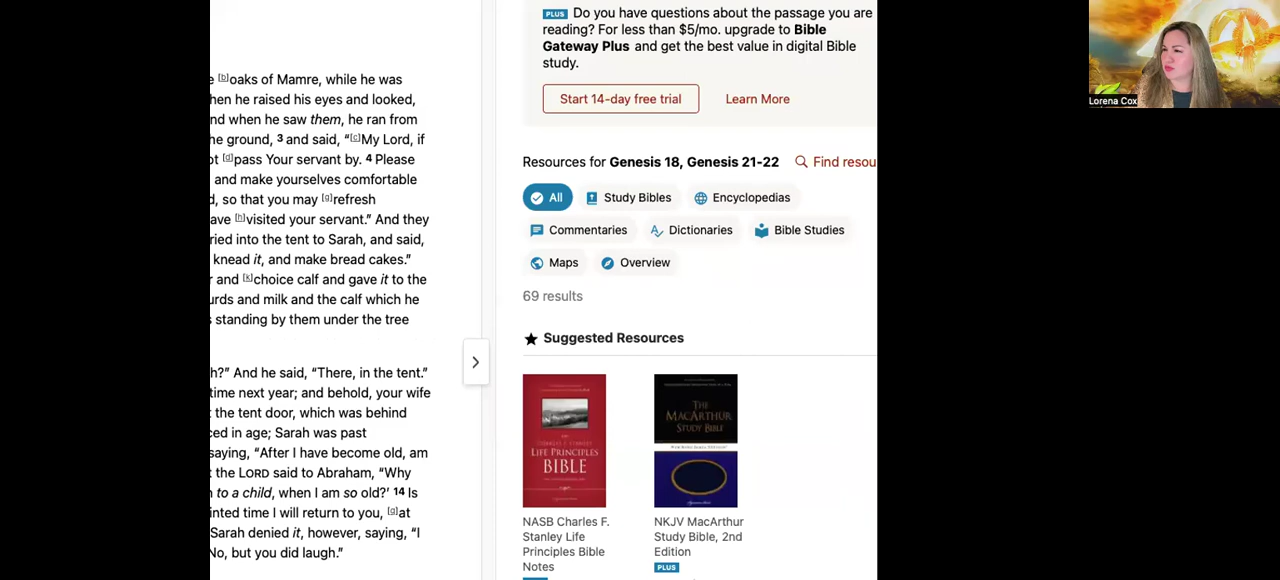 e [b]oaks of Mamre, while he was
hen he raised his eyes and looked,
nd when he saw them, he ran from
he ground, 3 and said, “[c]My Lord, if
ot [d]pass Your servant by. 4 Please
and make yourselves comfortable
d, so that you may [g]refresh
ave [h]visited your servant.” And they
ried into the tent to Sarah, and said,
knead it, and make bread cakes.”
r and [k]choice calf and gave it to the
urds and milk and the calf which he
s standing by them under the tree
h?” And he said, “There, in the tent.”
time next year; and behold, your wife
t the tent door, which was behind
ced in age; Sarah was past
saying, “After I have become old, am
t the LORD said to Abraham, “Why
n to a child, when I am so old?’ 14 Is
inted time I will return to you, [q]at
Sarah denied it, however, saying, “I
No, but you did laugh.”
PLUS Do you have questions about the passage you are
reading? For less than $5/mo. upgrade to Bible
Gateway Plus and get the best value in digital Bible
study.
Start 14-day free trial Learn More
Resources for Genesis 18, Genesis 21-22 Find resou
All Study Bibles Encyclopedias
Commentaries Dictionaries Bible Studies
Maps Overview
69 results
Suggested Resources
LIFE PRINCIPLES
BIBLE
THE
MACARTHUR
STUDY BIBLE
NASB Charles F.
Stanley Life
Principles Bible
Notes
NKJV MacArthur
Study Bible, 2nd
Edition
PLUS
Lorena Cox